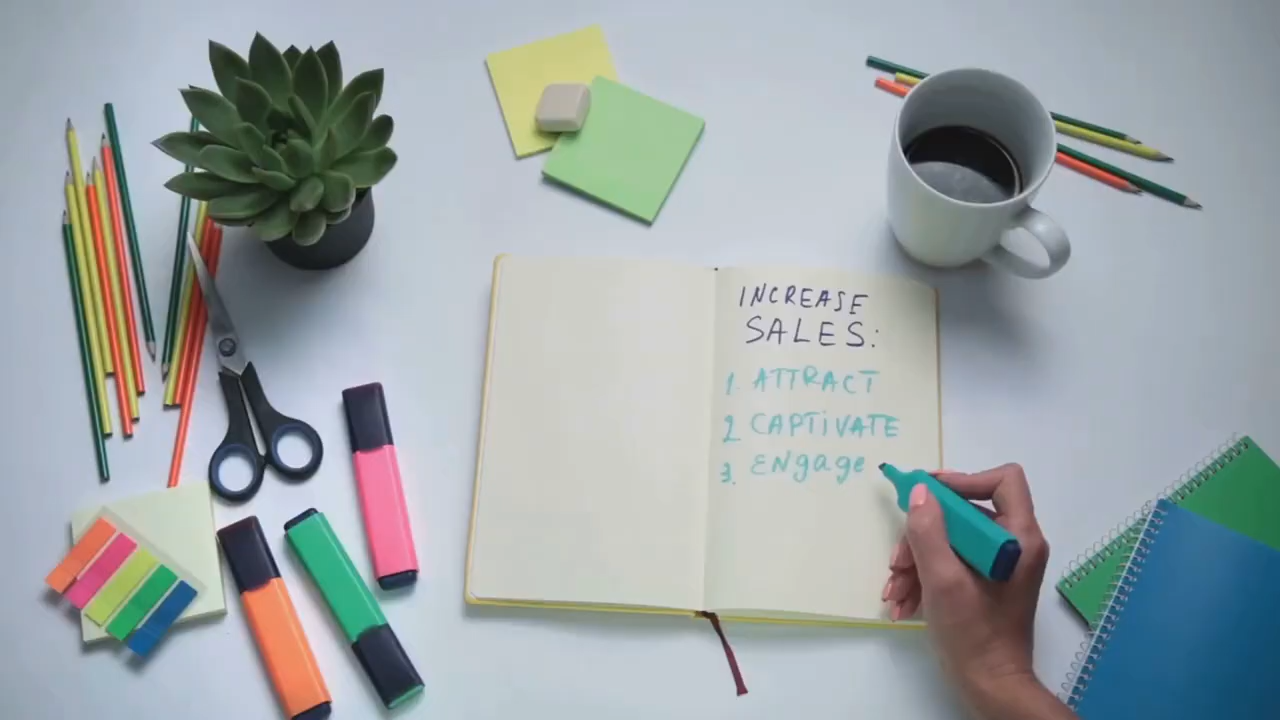 INCREASE
SALES:
1. ATTRACT
2 CAPTIVATE
3. ENgagE